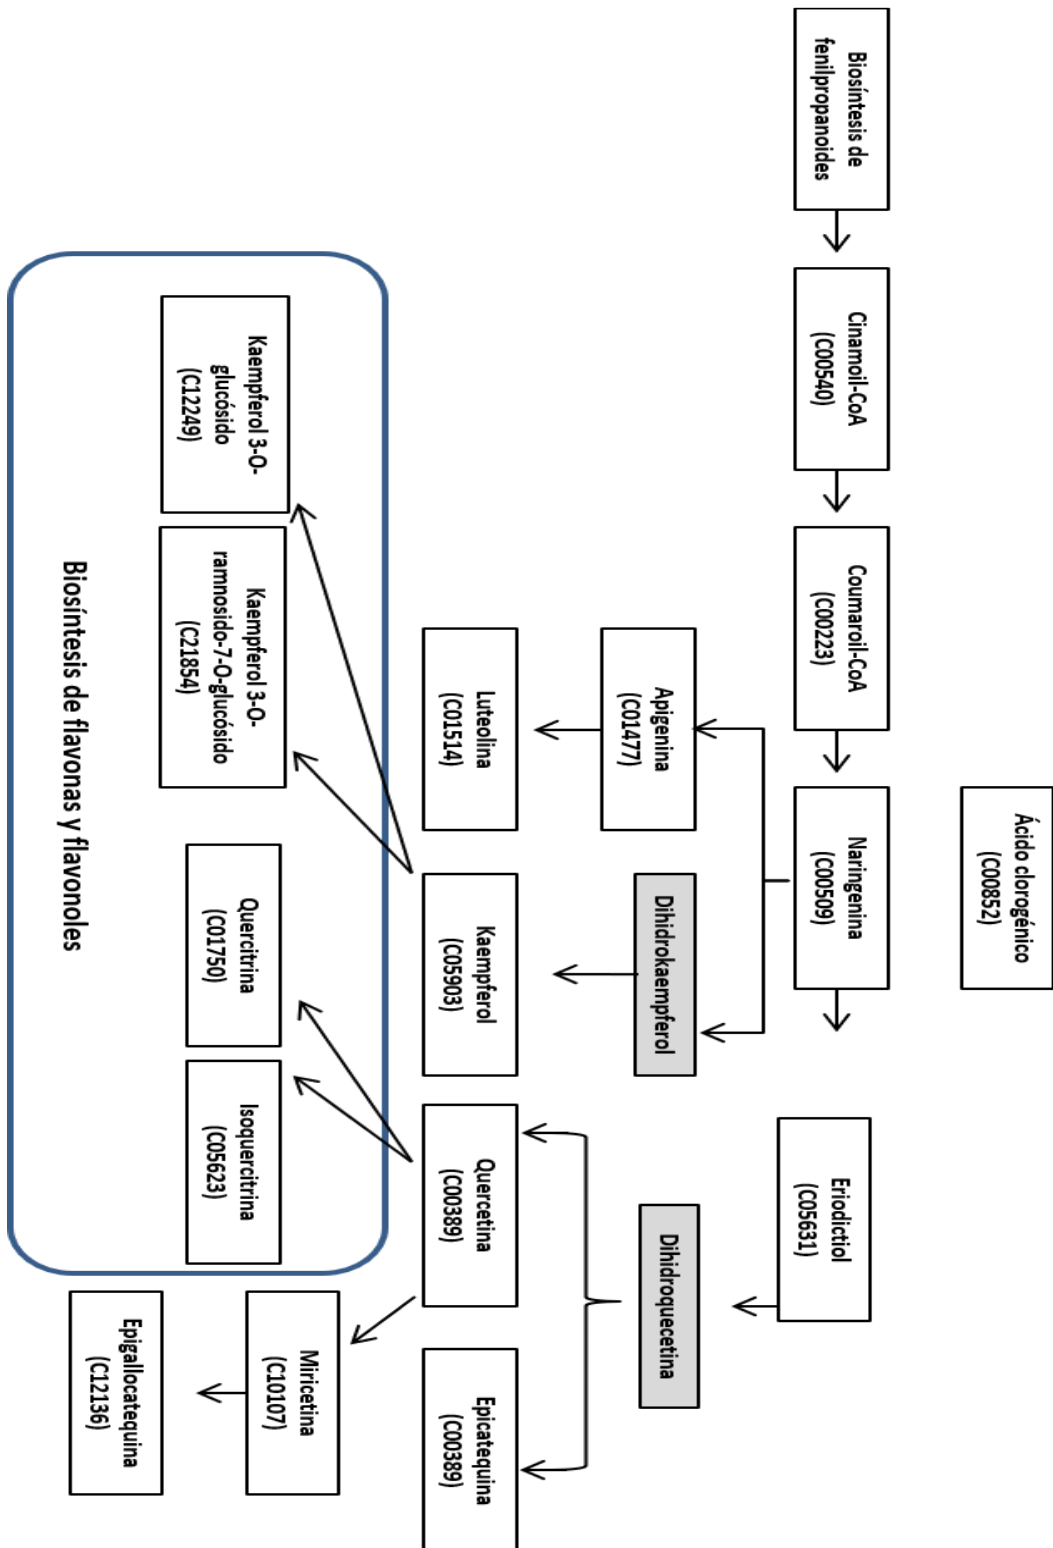 Ácido clorogénico
(C00852)
Biosíntesis de
fenilpropanoides
Cinamoil-CoA
(C00540)
Coumaroil-CoA
(C00223)
Naringenina
(C00509)
Eriodictiol
(C05631)
Apigenina
(C01477)
Dihidrokaempferol
Dihidroquecetina
Luteolina
(C01514)
Kaempferol
(C05903)
Quercetina
(C00389)
Epicatequina
(C00389)
Kaempferol 3-O-
glucósido
(C12249)
Kaempferol 3-O-
ramnosido-7-O-glucósido
(C21854)
Quercitrina
(C01750)
Isoquercitrina
(C05623)
Miricetina
(C10107)
Epigallocatequina
(C12136)
Biosíntesis de flavonas y flavonoles